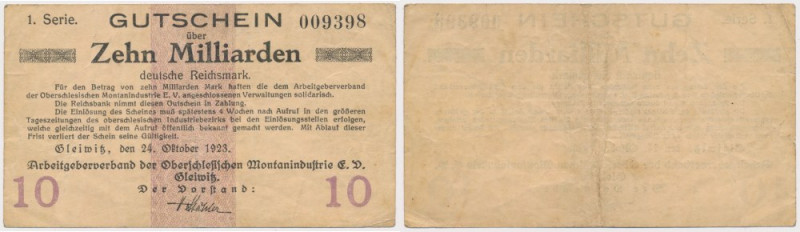 1. Serie. GUTSCHEIN 009398
über
Zehn Milliarden
deutsche Reichsmark.
Für den Betrag von zehn Milliarden Mark haften die dem Arbeitgeberverband
der Oberschlesischen Montanindustrie E. V. angeschlossenen Verwaltungen solidarisch.
Die Reichsbank nimmt diesen Gutschein in Zahlung.
Die Einlösung des Scheines muß spätestens 4 Wochen nach Aufruf in den größeren
Tageszeitungen des oberschlesischen Industriebezirks bei den Einlösungsstellen erfolgen,
welche gleichzeitig mit dem Aufruf öffentlich bekannt gemacht werden. Mit Ablauf dieser
Frist verliert der Schein seine Gültigkeit.
Gleiwitz, den 24. Oktober 1923.
Arbeitgeberverband der Oberschlesischen Montanindustrie E. V.
Gleiwitz.
10 Der Vorstand: 10